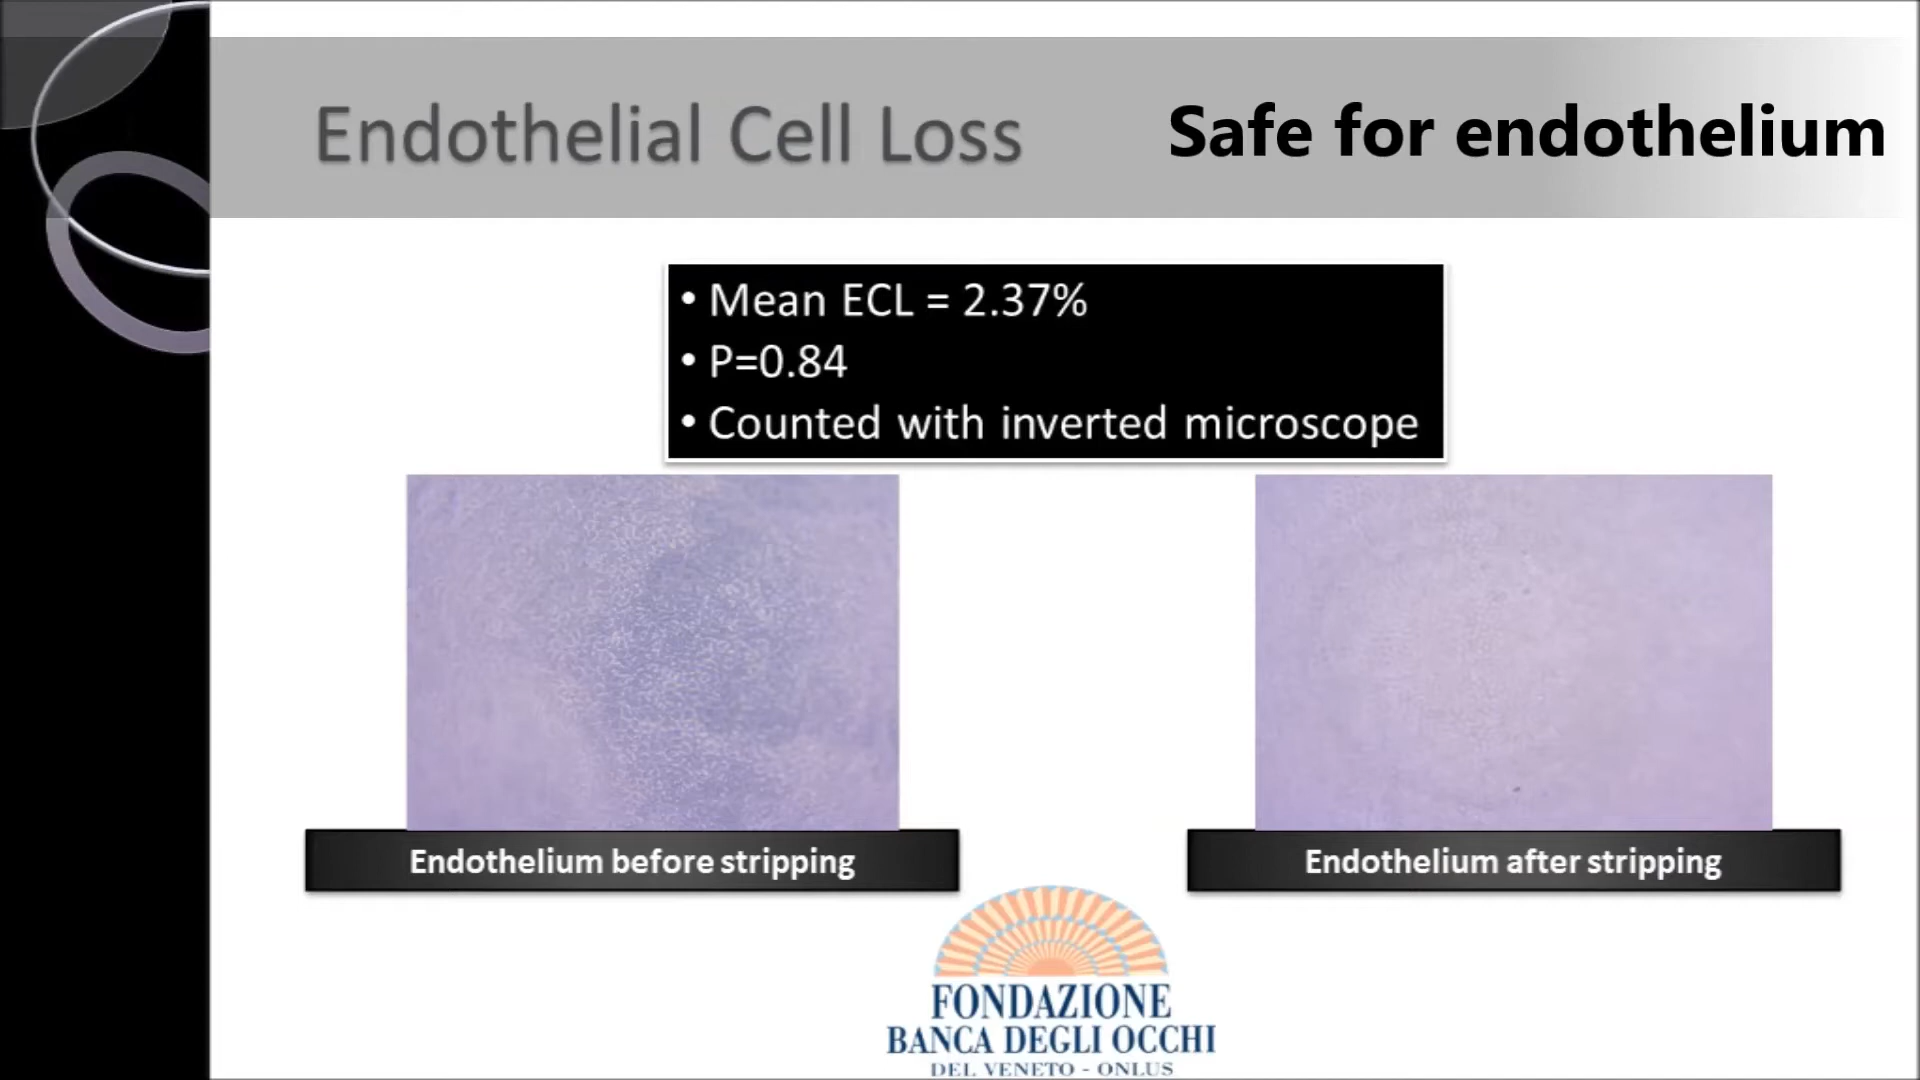 Endothelial Cell Loss
Safe for endothelium
• Mean ECL = 2.37%
• P=0.84
• Counted with inverted microscope
Endothelium before stripping
Endothelium after stripping
FONDAZIONE
BANCA DEGLI OCCHI
DEL VENETO - ONLUS